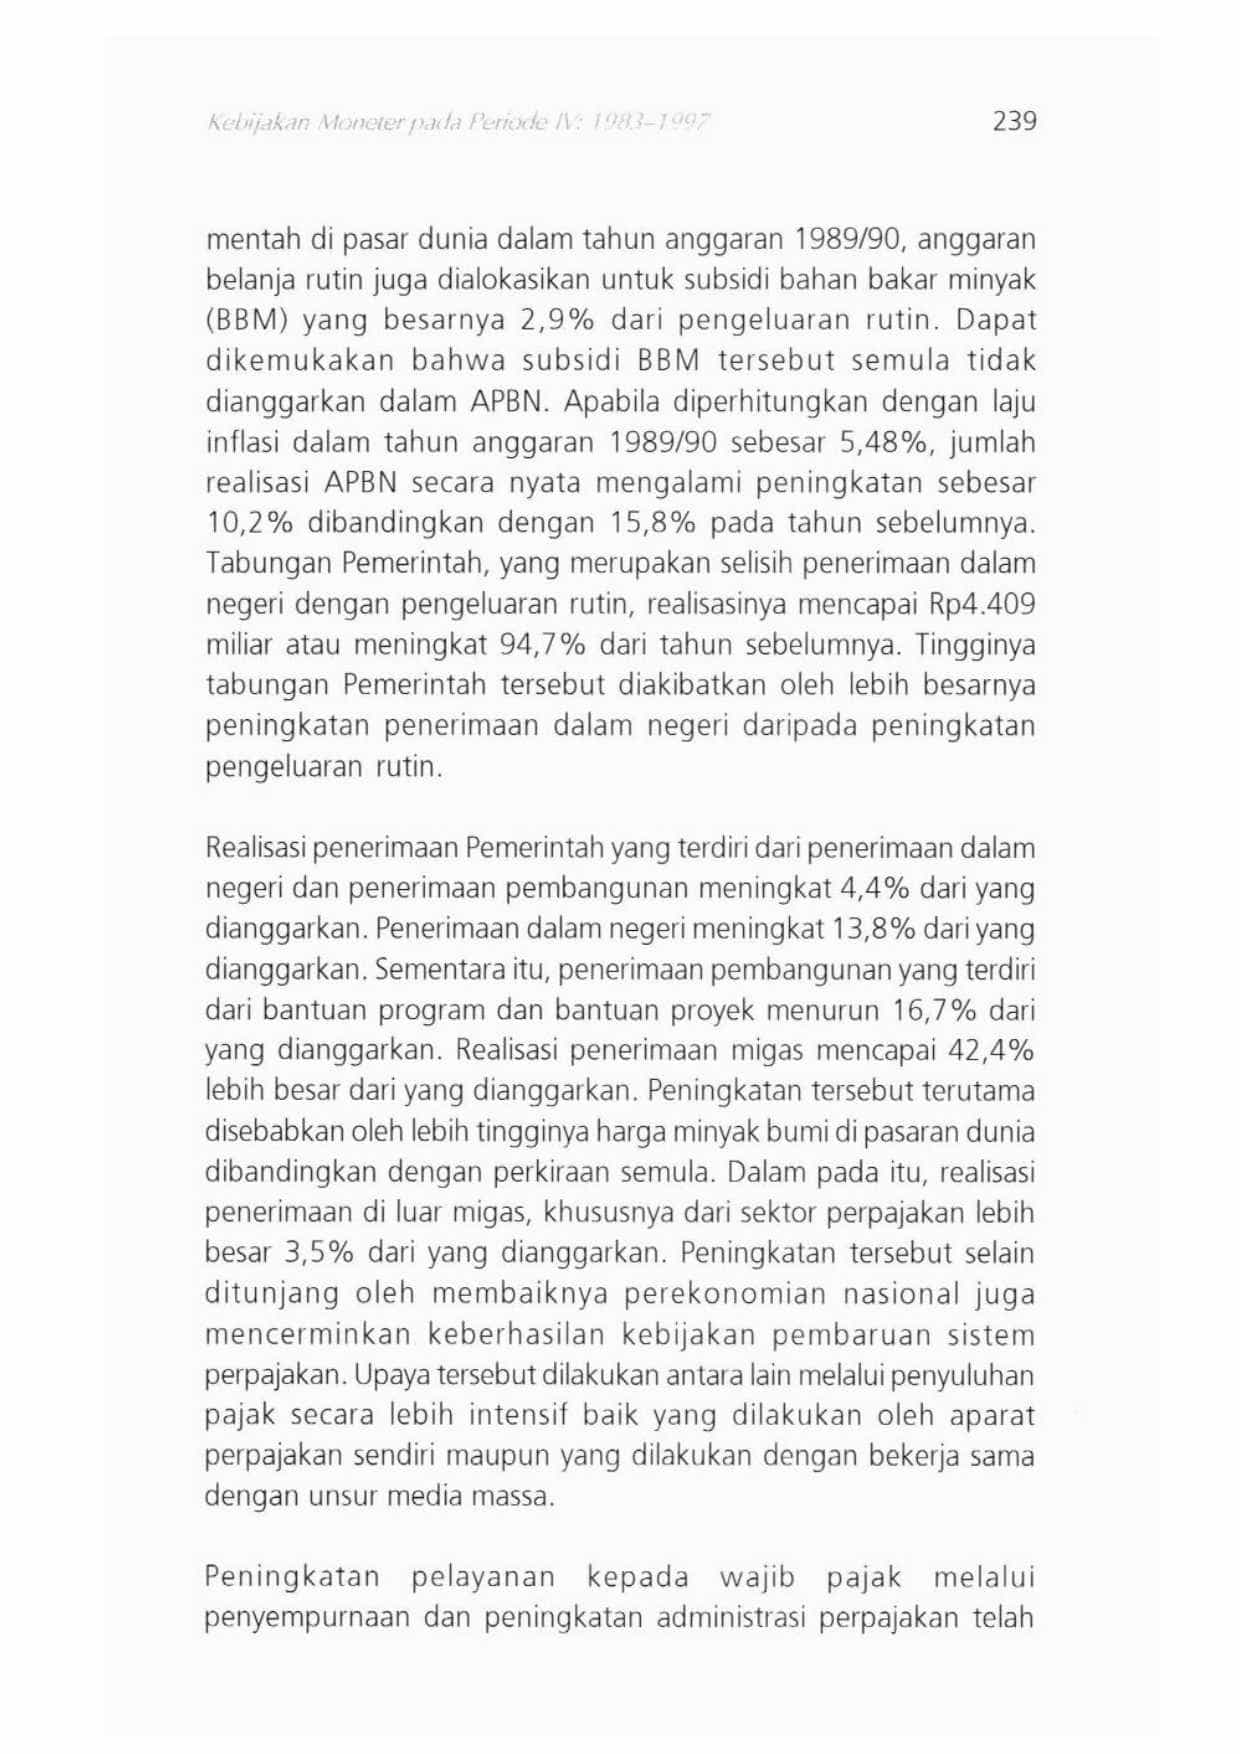 Kebijakan Moneter pada Periode IV: 1983–1997 239
mentah di pasar dunia dalam tahun anggaran 1989/90, anggaran
belanja rutin juga dialokasikan untuk subsidi bahan bakar minyak
(BBM) yang besarnya 2,9% dari pengeluaran rutin. Dapat
dikemukakan bahwa subsidi BBM tersebut semula tidak
dianggarkan dalam APBN. Apabila diperhitungkan dengan laju
inflasi dalam tahun anggaran 1989/90 sebesar 5,48%, jumlah
realisasi APBN secara nyata mengalami peningkatan sebesar
10,2% dibandingkan dengan 15,8% pada tahun sebelumnya.
Tabungan Pemerintah, yang merupakan selisih penerimaan dalam
negeri dengan pengeluaran rutin, realisasinya mencapai Rp4.409
miliar atau meningkat 94,7% dari tahun sebelumnya. Tingginya
tabungan Pemerintah tersebut diakibatkan oleh lebih besarnya
peningkatan penerimaan dalam negeri daripada peningkatan
pengeluaran rutin.
Realisasi penerimaan Pemerintah yang terdiri dari penerimaan dalam
negeri dan penerimaan pembangunan meningkat 4,4% dari yang
dianggarkan. Penerimaan dalam negeri meningkat 13,8% dari yang
dianggarkan. Sementara itu, penerimaan pembangunan yang terdiri
dari bantuan program dan bantuan proyek menurun 16,7% dari
yang dianggarkan. Realisasi penerimaan migas mencapai 42,4%
lebih besar dari yang dianggarkan. Peningkatan tersebut terutama
disebabkan oleh lebih tingginya harga minyak bumi di pasaran dunia
dibandingkan dengan perkiraan semula. Dalam pada itu, realisasi
penerimaan di luar migas, khususnya dari sektor perpajakan lebih
besar 3,5% dari yang dianggarkan. Peningkatan tersebut selain
ditunjang oleh membaiknya perekonomian nasional juga
mencerminkan keberhasilan kebijakan pembaruan sistem
perpajakan. Upaya tersebut dilakukan antara lain melalui penyuluhan
pajak secara lebih intensif baik yang dilakukan oleh aparat
perpajakan sendiri maupun yang dilakukan dengan bekerja sama
dengan unsur media massa.
Peningkatan pelayanan kepada wajib pajak melalui
penyempurnaan dan peningkatan administrasi perpajakan telah